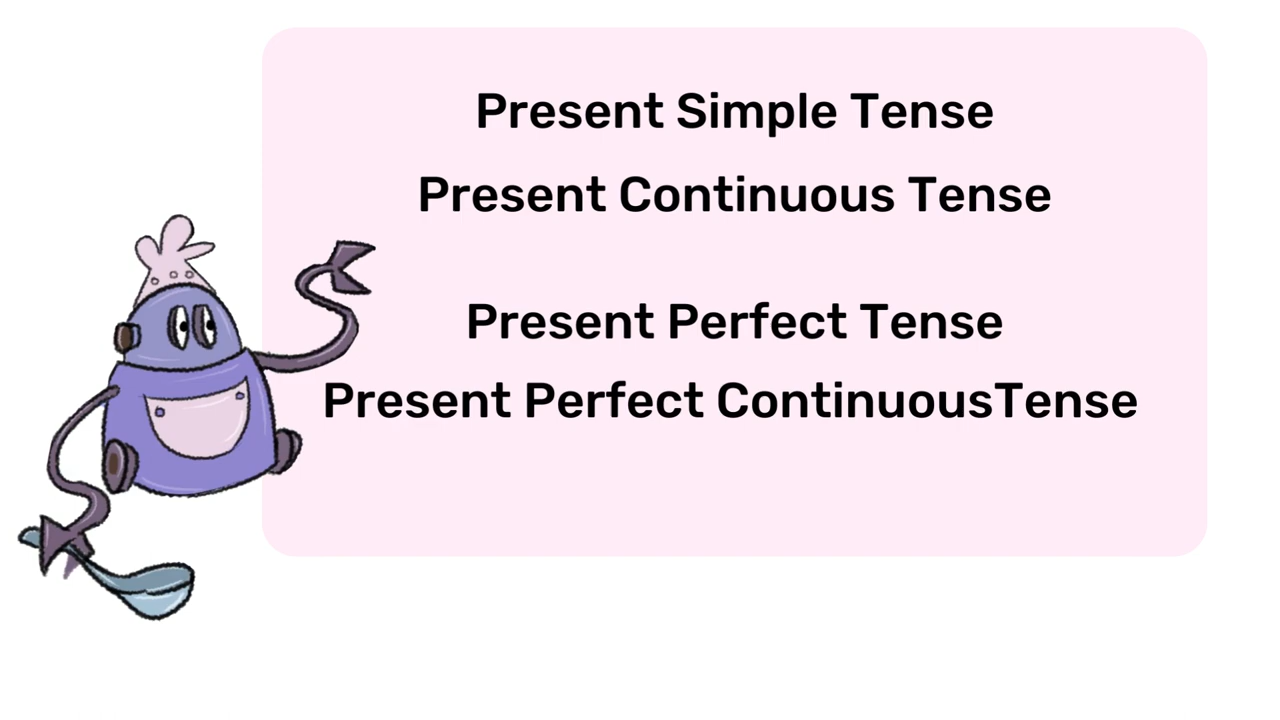 Present Simple Tense
Present Continuous Tense
Present Perfect Tense
Present Perfect ContinuousTense